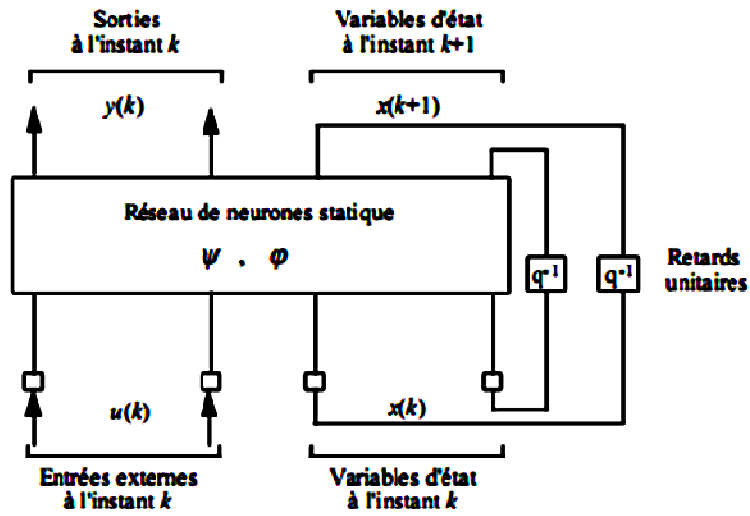 Sorties
à l'instant k
Variables d'état
à l'instant k+1
y(k)
x(k+1)
Réseau de neurones statique
ψ , φ
q-1
q-1
Retards
unitaires
u(k)
x(k)
Entrées externes
à l'instant k
Variables d'état
à l'instant k